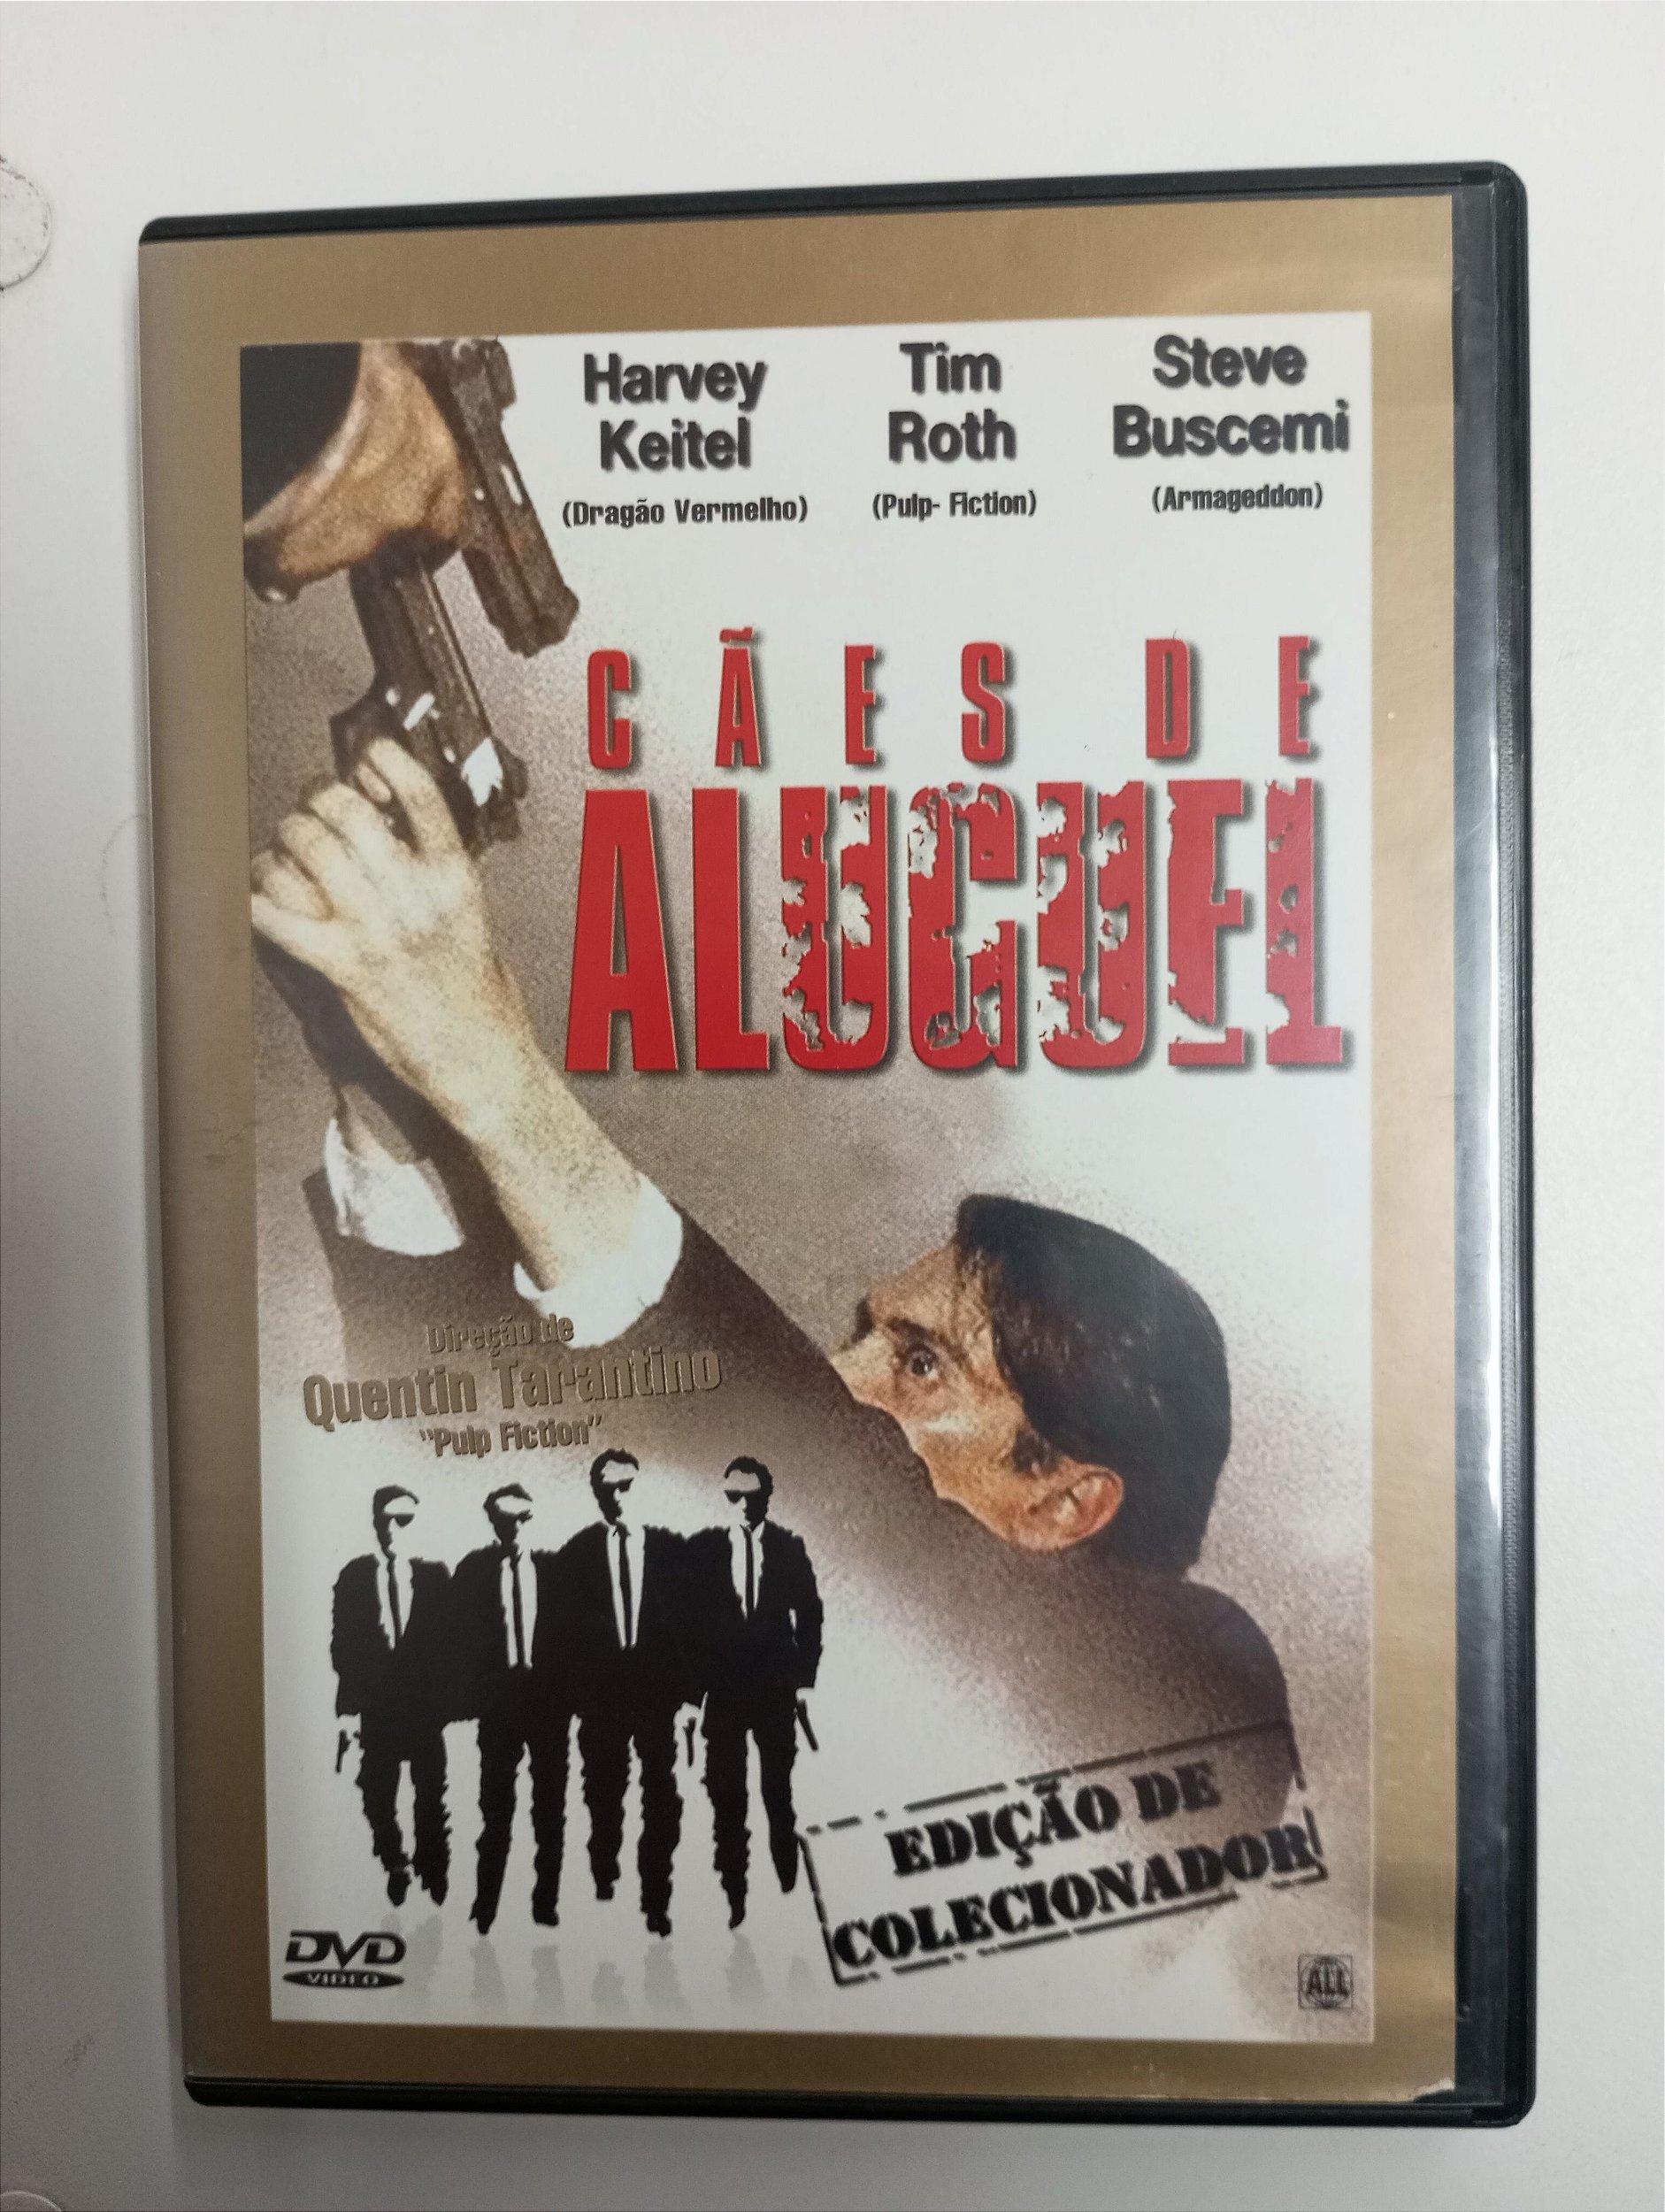 Harvey
Keitel
(Dragão Vermelho)
Tim
Roth
(Pulp- Fiction)
Steve
Buscemi
(Armageddon)
CÃES DE
ALUGUEL
Direção de
Quentin Tarantino
"Pulp Fiction"
EDIÇÃO DE
COLECIONADOR
DVD
VIDEO
ALL